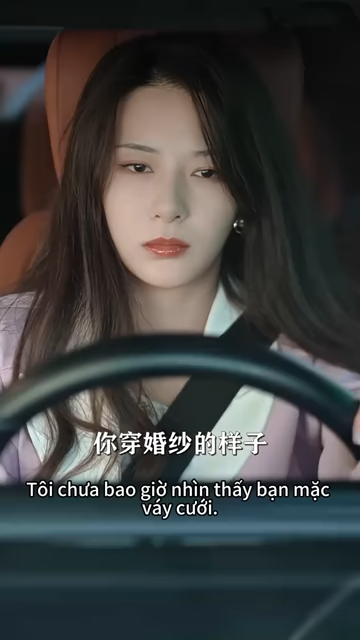 你穿婚纱的样子
Tôi chưa bao giờ nhìn thấy bạn mặc
váy cưới.